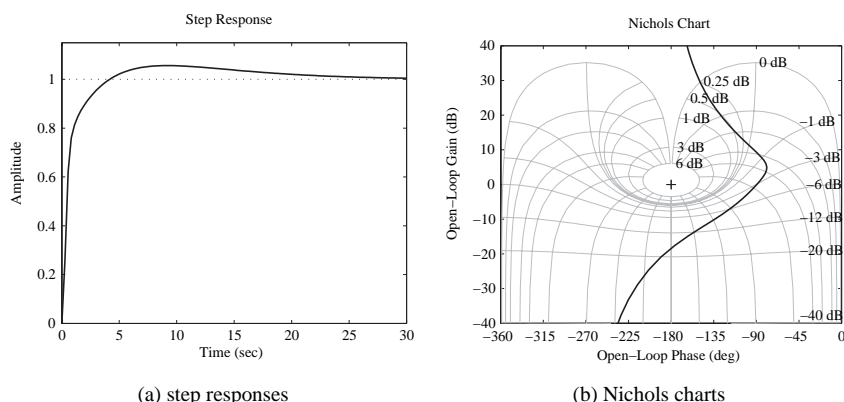 Step Response
Amplitude
1
0.8
0.6
0.4
0.2
0
0 5 10 15 20 25 30
Time (sec)
(a) step responses
Nichols Chart
Open−Loop Gain (dB)
40
30
20
10
0
−10
−20
−30
−40
0 dB
0.25 dB
0.5 dB
1 dB
−1 dB
3 dB
−3 dB
6 dB
−6 dB
−12 dB
−20 dB
−40 dB
−360 −315 −270 −225 −180 −135 −90 −45 0
Open−Loop Phase (deg)
(b) Nichols charts